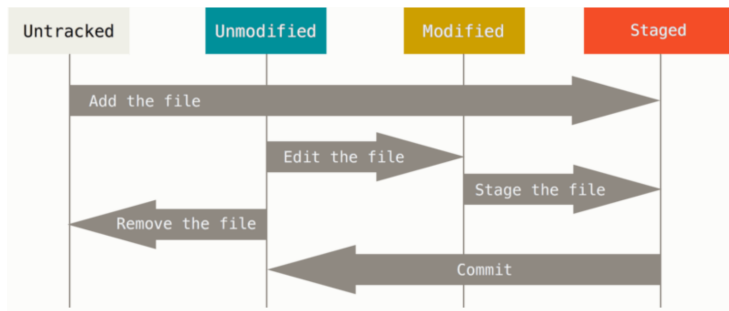 Untracked
Unmodified
Modified
Staged
Add the file
Edit the file
Stage the file
Remove the file
Commit